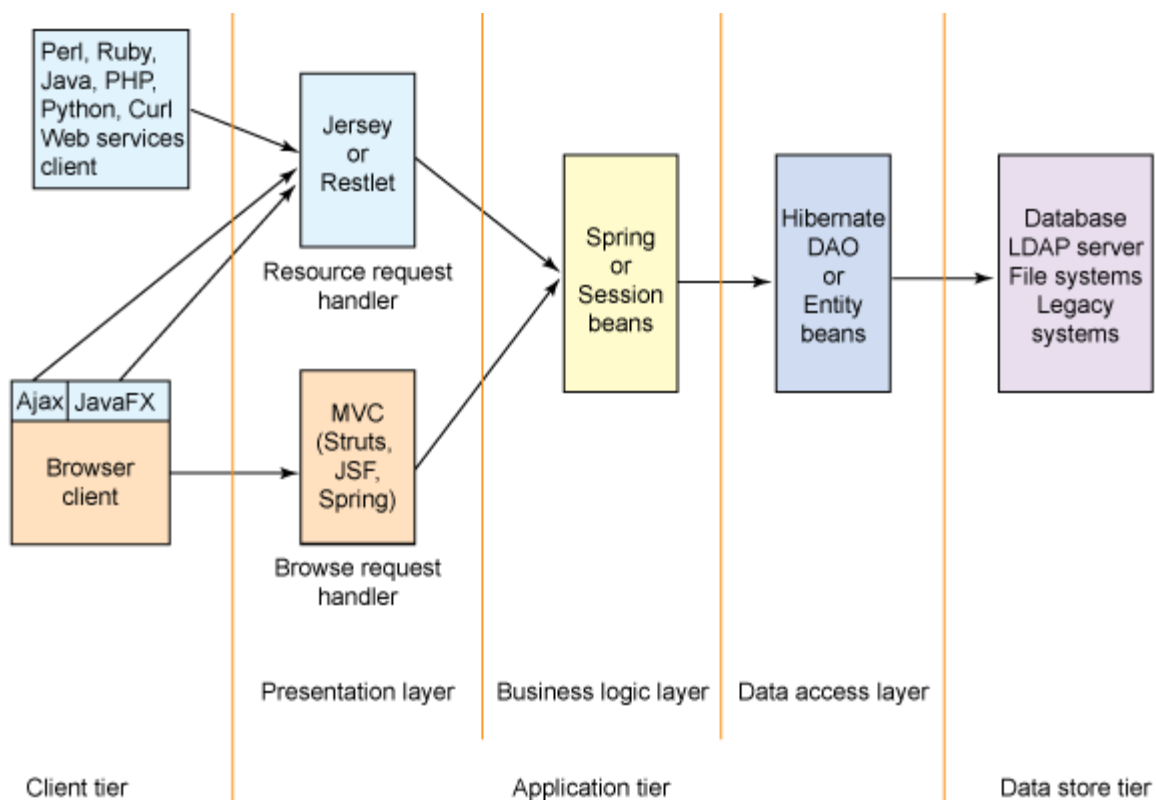 Perl, Ruby,
Java, PHP,
Python, Curl
Web services
client
Jersey
or
Restlet
Resource request
handler
Ajax
JavaFX
Browser
client
MVC
(Struts,
JSF,
Spring)
Browse request
handler
Spring
or
Session
beans
Hibernate
DAO
or
Entity
beans
Database
LDAP server
File systems
Legacy
systems
Presentation layer
Business logic layer
Data access layer
Client tier
Application tier
Data store tier